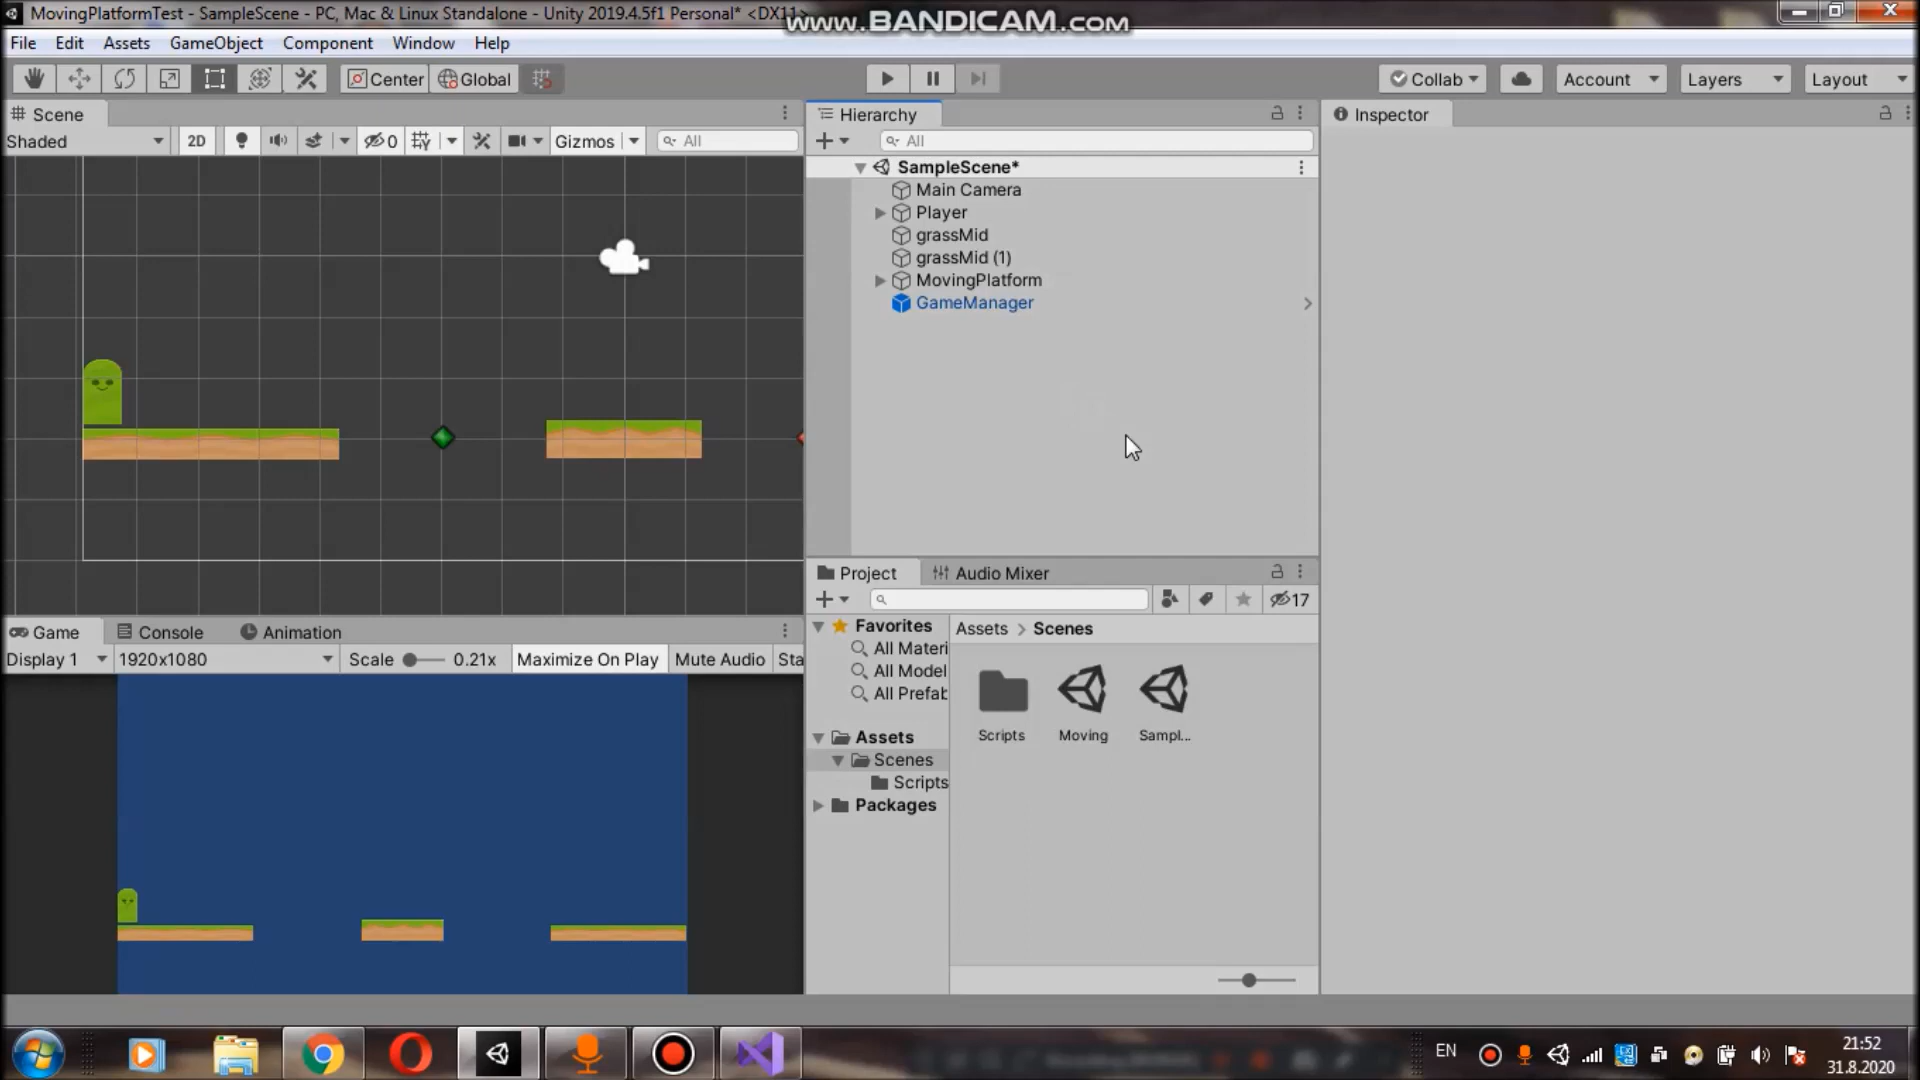 MovingPlatformTest - SampleScene - PC, Mac & Linux Standalone - Unity 2019.4.5f1 Personal* <DX11>
www.BANDICAM.com
File Edit Assets GameObject Component Window Help
Center Global Collab Account Layers Layout
Scene Hierarchy Inspector
Shaded 2D 0 Gizmos All All
SampleScene*
Main Camera
Player
grassMid
grassMid (1)
MovingPlatform
GameManager
Project Audio Mixer
17
Favorites
All Materi
All Model
All Prefab
Assets
Scenes
Scripts
Packages
Assets > Scenes
Scripts Moving Sampl...
Game Console Animation
Display 1 1920x1080 Scale 0.21x Maximize On Play Mute Audio Sta
EN
21:52
31.8.2020